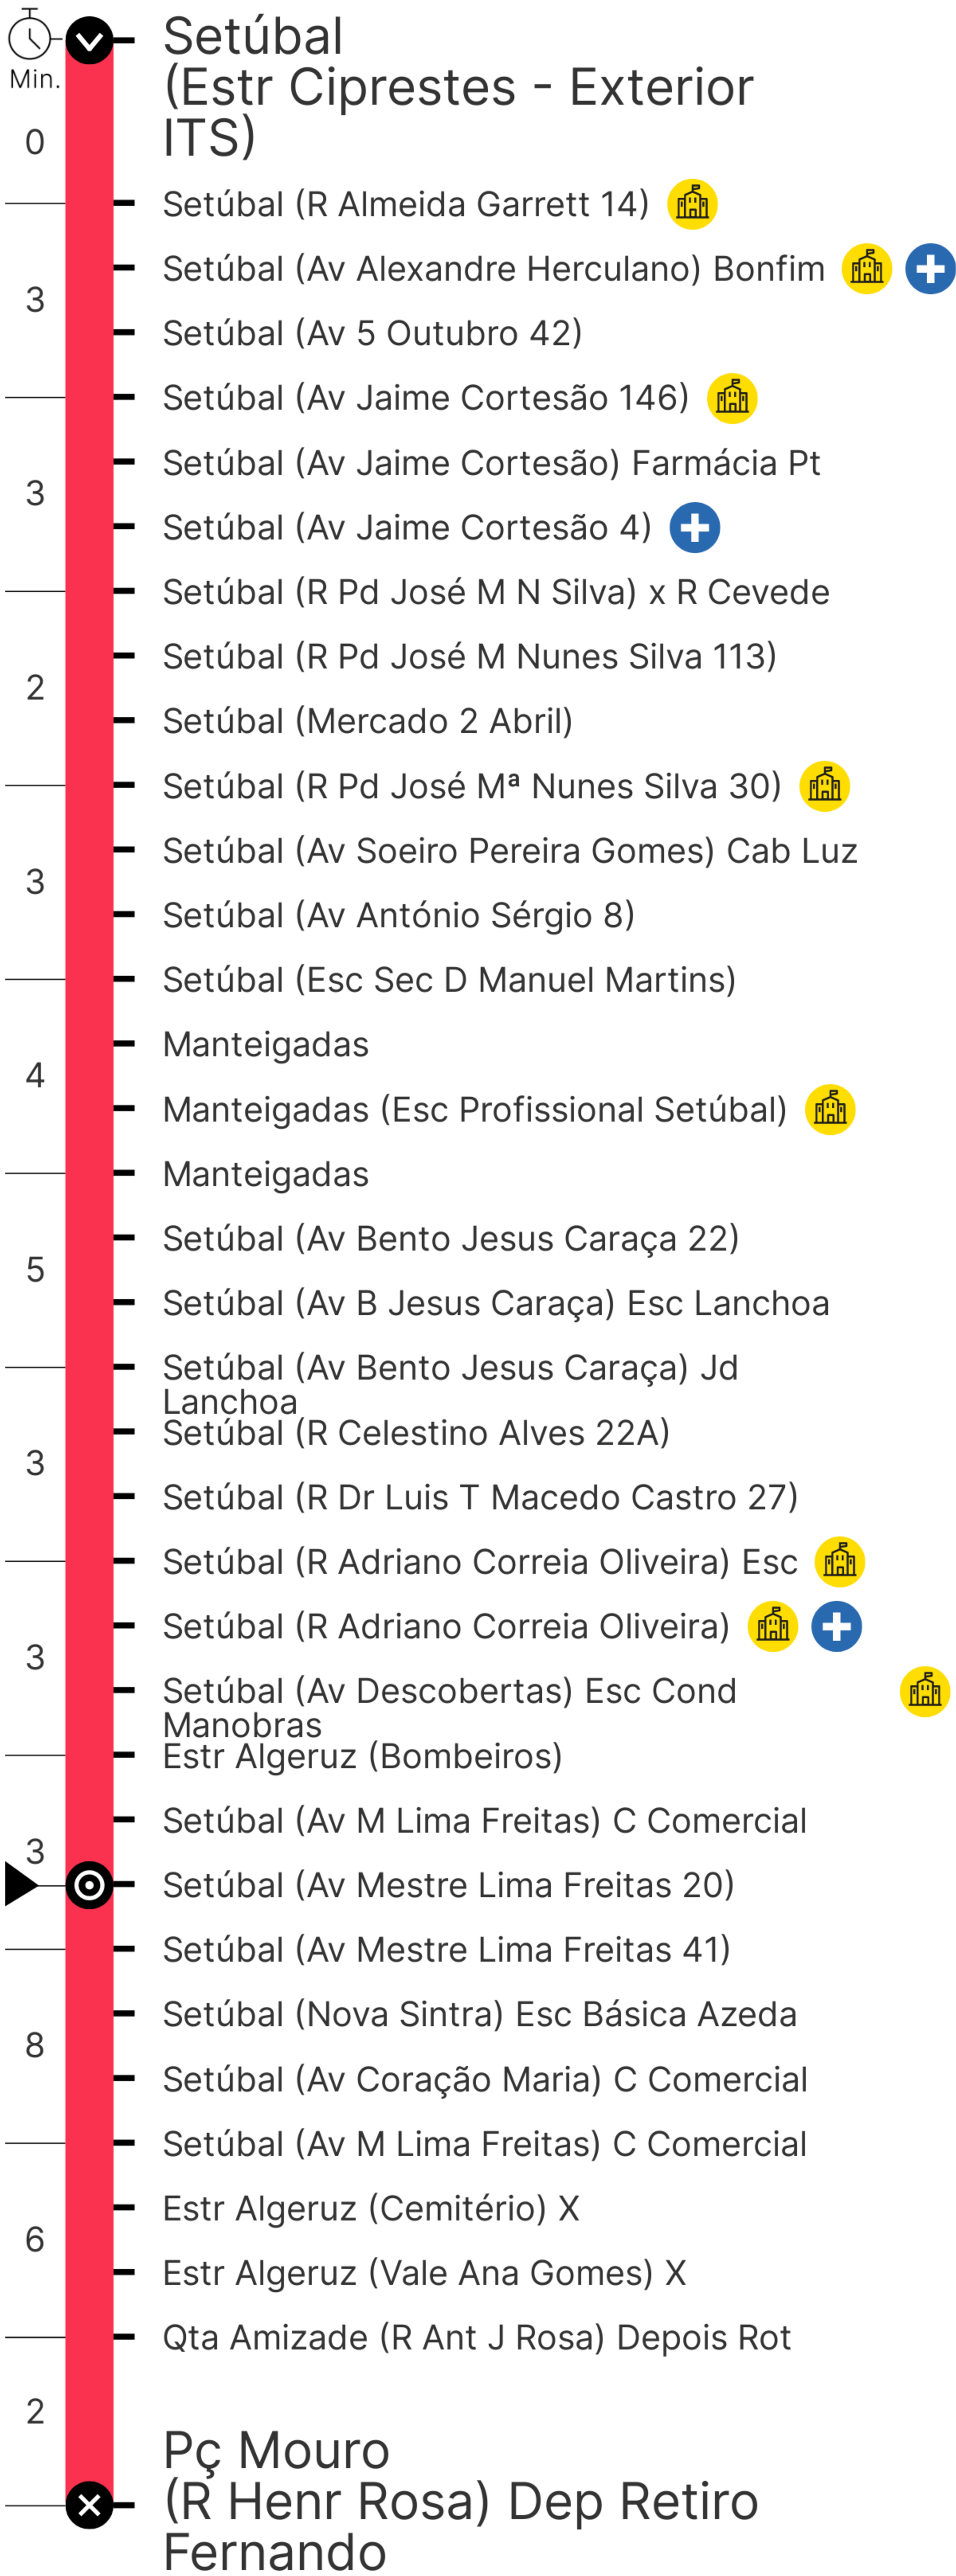 Min.
Setúbal
(Estr Ciprestes - Exterior
ITS)
0
Setúbal (R Almeida Garrett 14)
Setúbal (Av Alexandre Herculano) Bonfim
3
Setúbal (Av 5 Outubro 42)
Setúbal (Av Jaime Cortesão 146)
Setúbal (Av Jaime Cortesão) Farmácia Pt
3
Setúbal (Av Jaime Cortesão 4)
Setúbal (R Pd José M N Silva) x R Cevede
Setúbal (R Pd José M Nunes Silva 113)
2
Setúbal (Mercado 2 Abril)
Setúbal (R Pd José Mª Nunes Silva 30)
Setúbal (Av Soeiro Pereira Gomes) Cab Luz
3
Setúbal (Av António Sérgio 8)
Setúbal (Esc Sec D Manuel Martins)
Manteigadas
4
Manteigadas (Esc Profissional Setúbal)
Manteigadas
Setúbal (Av Bento Jesus Caraça 22)
5
Setúbal (Av B Jesus Caraça) Esc Lanchoa
Setúbal (Av Bento Jesus Caraça) Jd
Lanchoa
Setúbal (R Celestino Alves 22A)
3
Setúbal (R Dr Luis T Macedo Castro 27)
Setúbal (R Adriano Correia Oliveira) Esc
Setúbal (R Adriano Correia Oliveira)
3
Setúbal (Av Descobertas) Esc Cond
Manobras
Estr Algeruz (Bombeiros)
Setúbal (Av M Lima Freitas) C Comercial
3
Setúbal (Av Mestre Lima Freitas 20)
Setúbal (Av Mestre Lima Freitas 41)
Setúbal (Nova Sintra) Esc Básica Azeda
8
Setúbal (Av Coração Maria) C Comercial
Setúbal (Av M Lima Freitas) C Comercial
Estr Algeruz (Cemitério) X
6
Estr Algeruz (Vale Ana Gomes) X
Qta Amizade (R Ant J Rosa) Depois Rot
2
Pç Mouro
(R Henr Rosa) Dep Retiro
Fernando